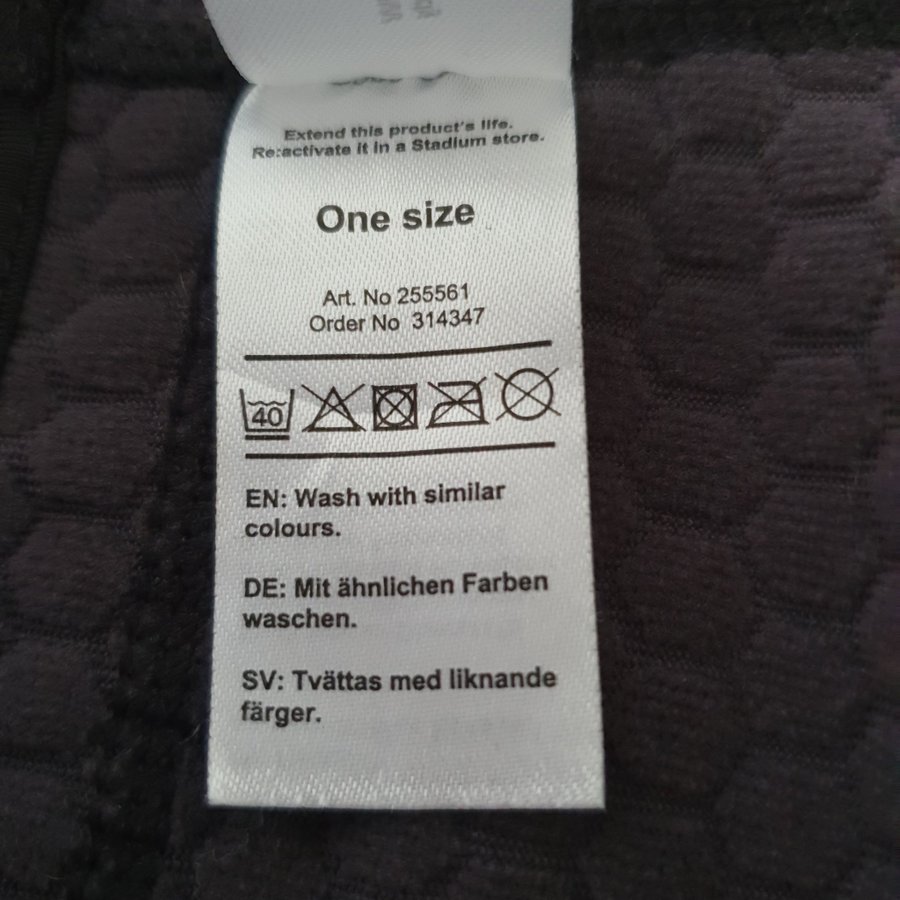 Extend this product's life.
Re:activate it in a Stadium store.
One size
Art. No 255561
Order No 314347
40
EN: Wash with similar
colours.
DE: Mit ähnlichen Farben
waschen.
SV: Tvättas med liknande
färger.